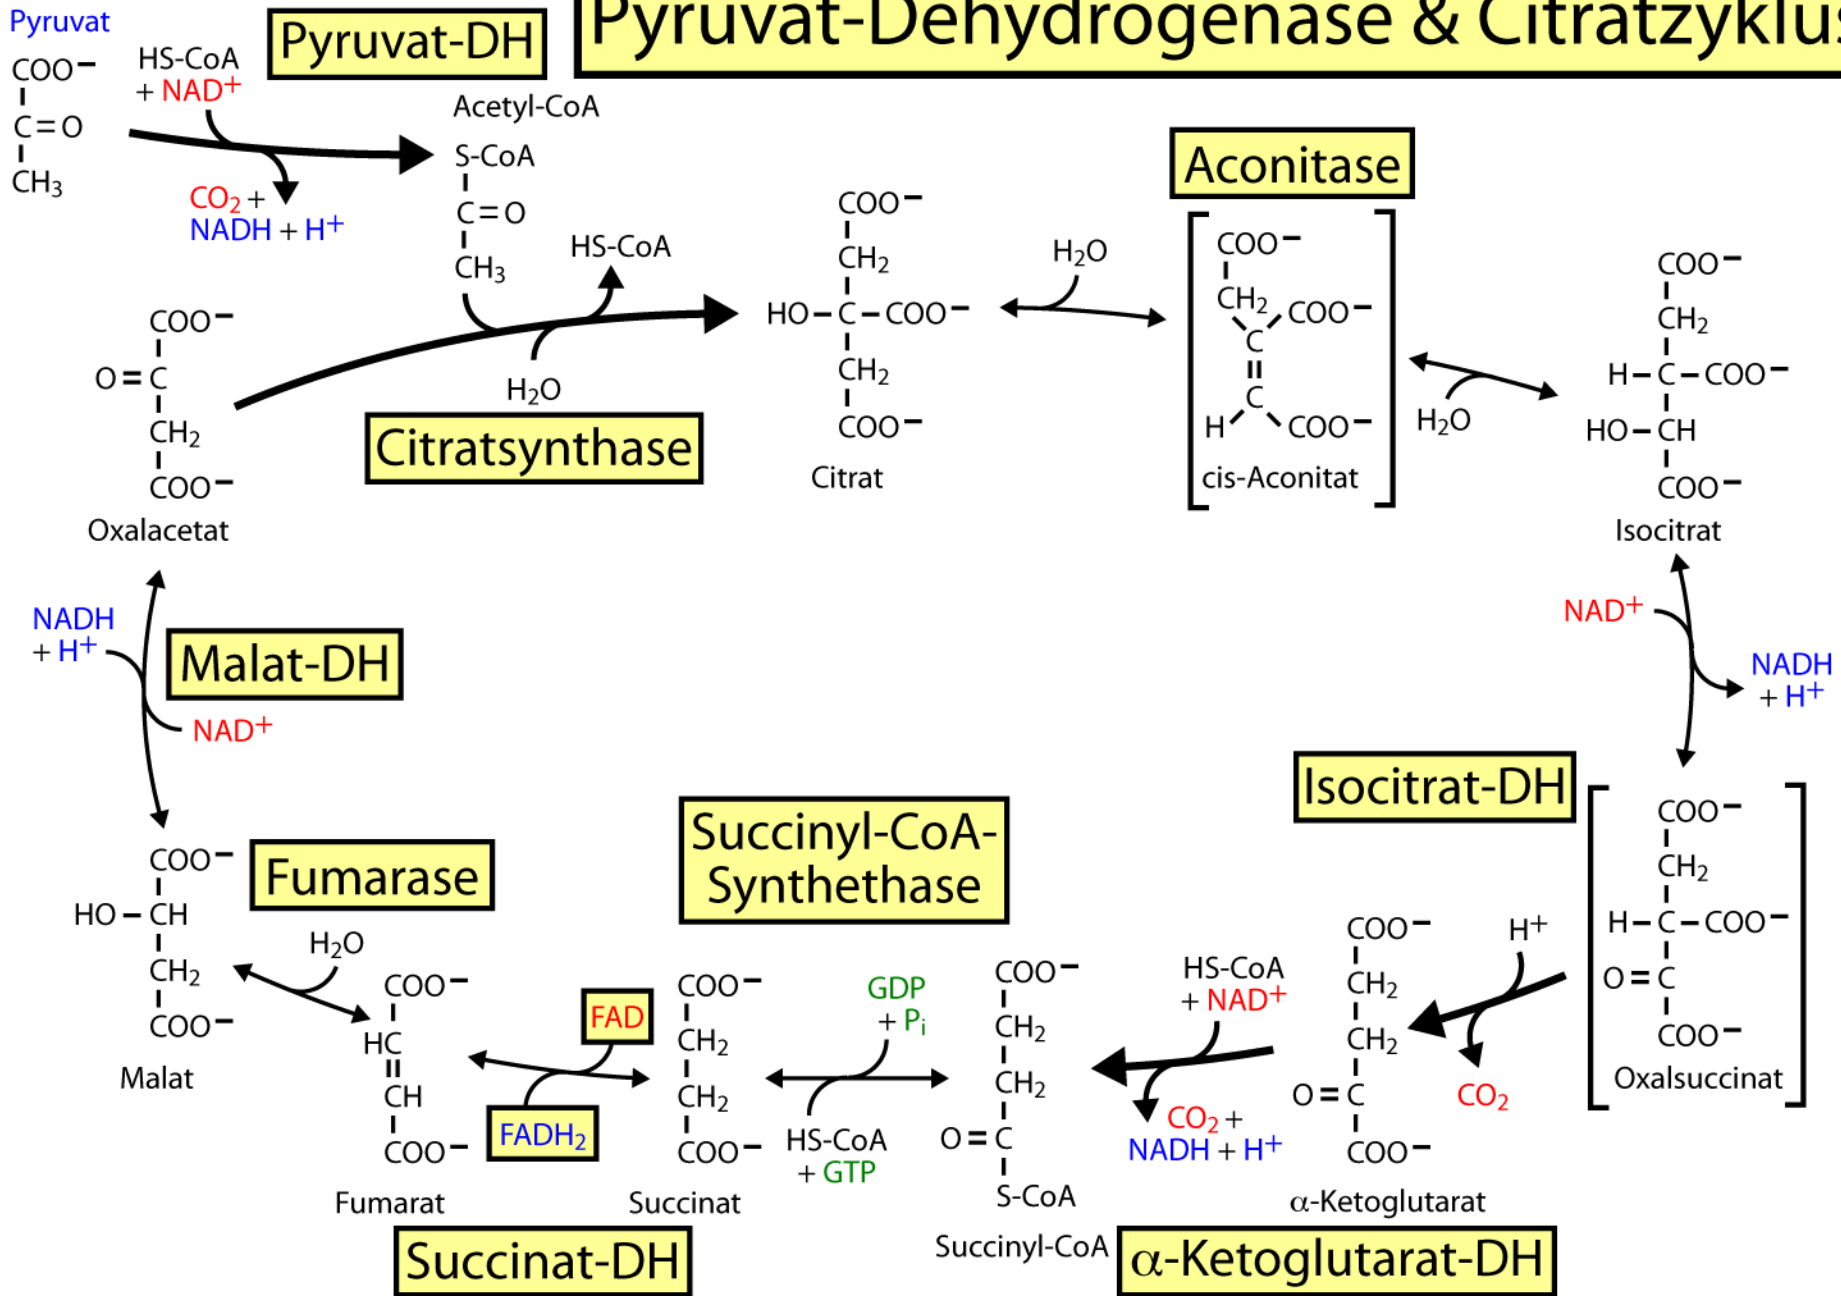 Pyruvat-Dehydrogenase & Citratzyklus
Pyruvat
COO–
C=O
CH3
HS-CoA
+ NAD+
CO2 +
NADH + H+
Pyruvat-DH
Acetyl-CoA
S-CoA
C=O
CH3
HS-CoA
H2O
Citratsynthase
COO–
O=C
CH2
COO–
Oxalacetat
COO–
CH2
HO–C–COO–
CH2
COO–
Citrat
H2O
Aconitase
COO–
CH2
COO–
C
C
H
COO–
cis-Aconitat
H2O
COO–
CH2
H–C–COO–
HO–CH
COO–
Isocitrat
NAD+
NADH
+ H+
Isocitrat-DH
COO–
CH2
H–C–COO–
O=C
COO–
Oxalsuccinat
H+
CO2
COO–
CH2
CH2
O=C
COO–
α-Ketoglutarat
α-Ketoglutarat-DH
HS-CoA
+ NAD+
CO2 +
NADH + H+
COO–
CH2
CH2
O=C
S-CoA
Succinyl-CoA
Succinyl-CoA-
Synthethase
GDP
+ Pi
HS-CoA
+ GTP
COO–
CH2
CH2
COO–
Succinat
Succinat-DH
FAD
FADH2
COO–
HC
CH
COO–
Fumarat
Fumarase
H2O
COO–
HO–CH
CH2
COO–
Malat
Malat-DH
NADH
+ H+
NAD+